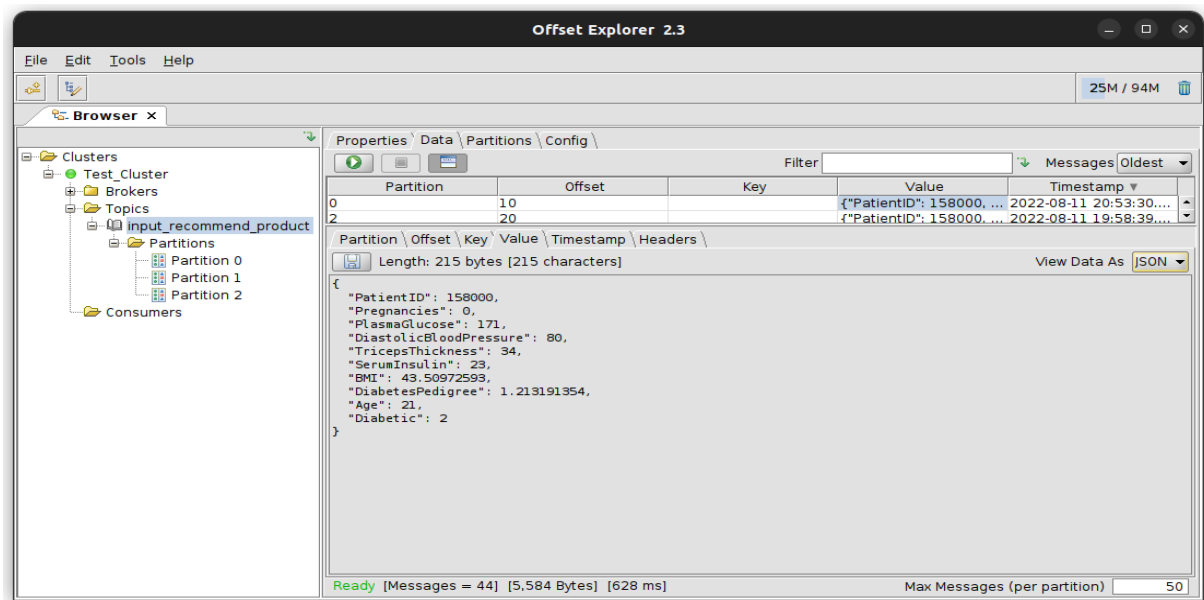 Offset Explorer 2.3
File Edit Tools Help
25M / 94M
Browser
Clusters
Test_Cluster
Brokers
Topics
input_recommend_product
Partitions
Partition 0
Partition 1
Partition 2
Consumers
Properties Data Partitions Config
Filter Messages Oldest
Partition Offset Key Value Timestamp
0 10 {"PatientID": 158000, ... 2022-08-11 20:53:30....
2 20 {"PatientID": 158000, ... 2022-08-11 19:58:39....
Partition Offset Key Value Timestamp Headers
Length: 215 bytes [215 characters] View Data As JSON
{
"PatientID": 158000,
"Pregnancies": 0,
"PlasmaGlucose": 171,
"DiastolicBloodPressure": 80,
"TricepsThickness": 34,
"SerumInsulin": 23,
"BMI": 43.50972593,
"DiabetesPedigree": 1.213191354,
"Age": 21,
"Diabetic": 2
}
Ready [Messages = 44] [5,584 Bytes] [628 ms] Max Messages (per partition) 50